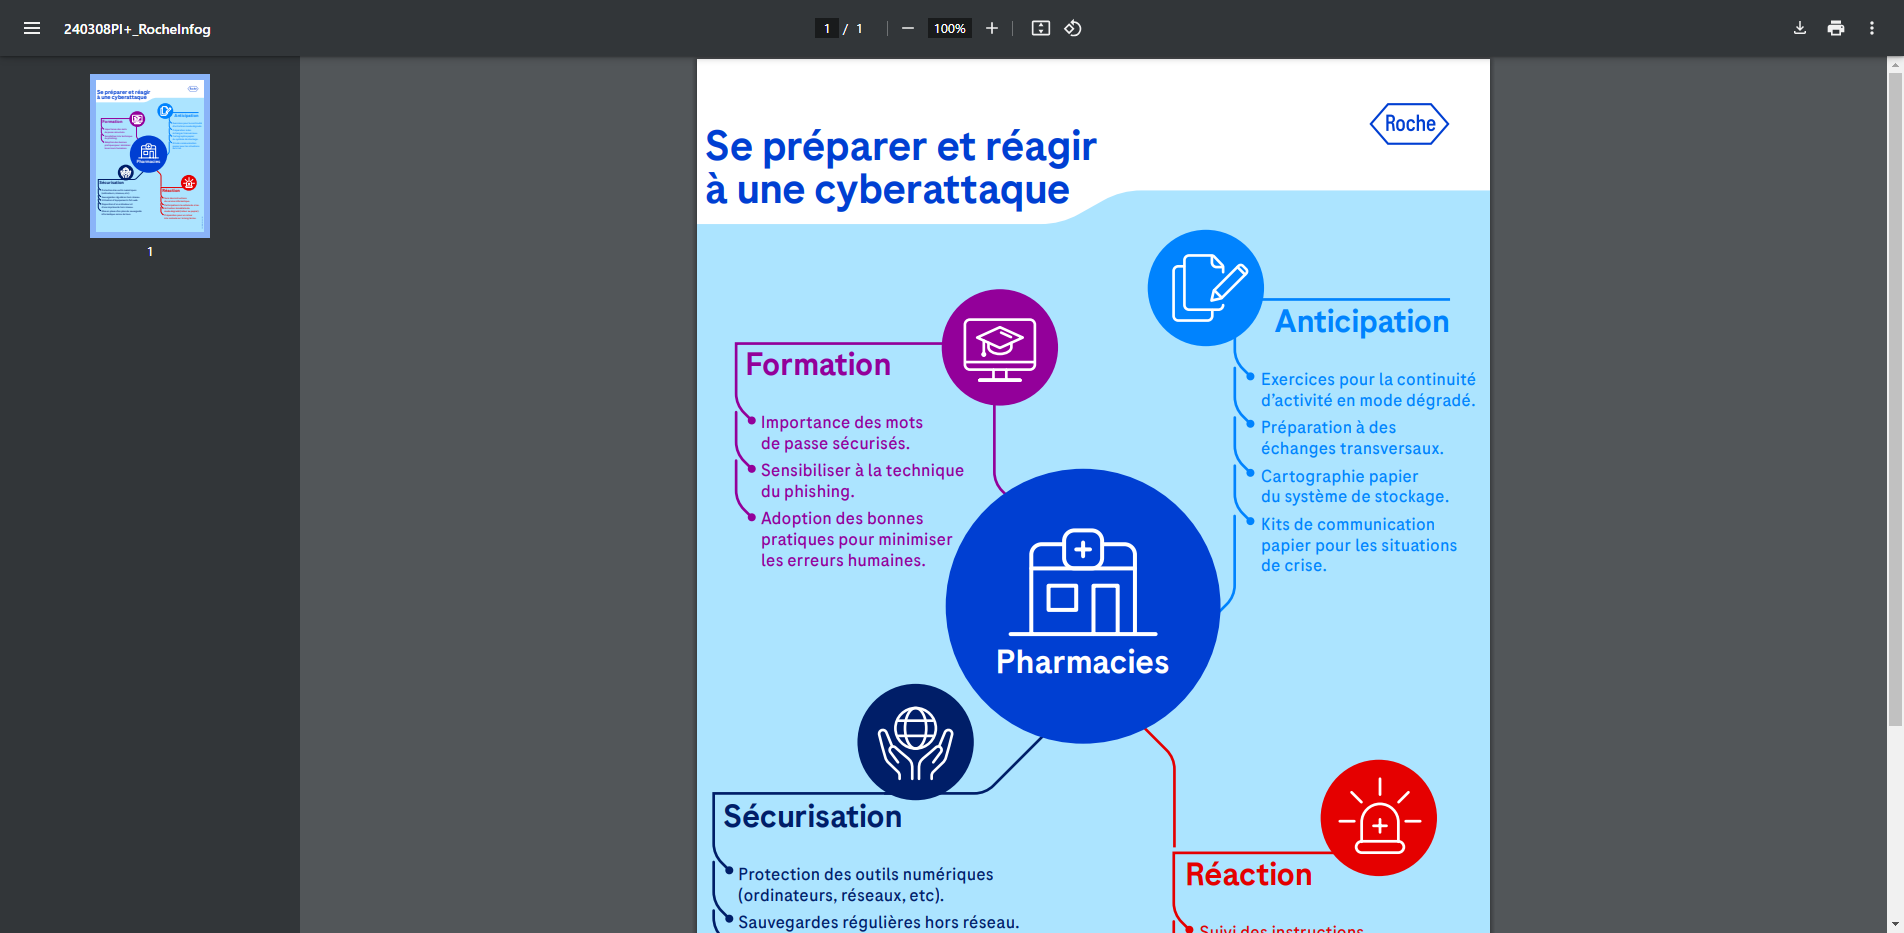 240308PI+_RocheInfog
1 / 1
100%
1
Se préparer et réagir
à une cyberattaque
Roche
Formation
Importance des mots
de passe sécurisés.
Sensibiliser à la technique
du phishing.
Adoption des bonnes
pratiques pour minimiser
les erreurs humaines.
Anticipation
Exercices pour la continuité
d’activité en mode dégradé.
Préparation à des
échanges transversaux.
Cartographie papier
du système de stockage.
Kits de communication
papier pour les situations
de crise.
Pharmacies
Sécurisation
Protection des outils numériques
(ordinateurs, réseaux, etc).
Sauvegardes régulières hors réseau.
Réaction
Suivi des instructions